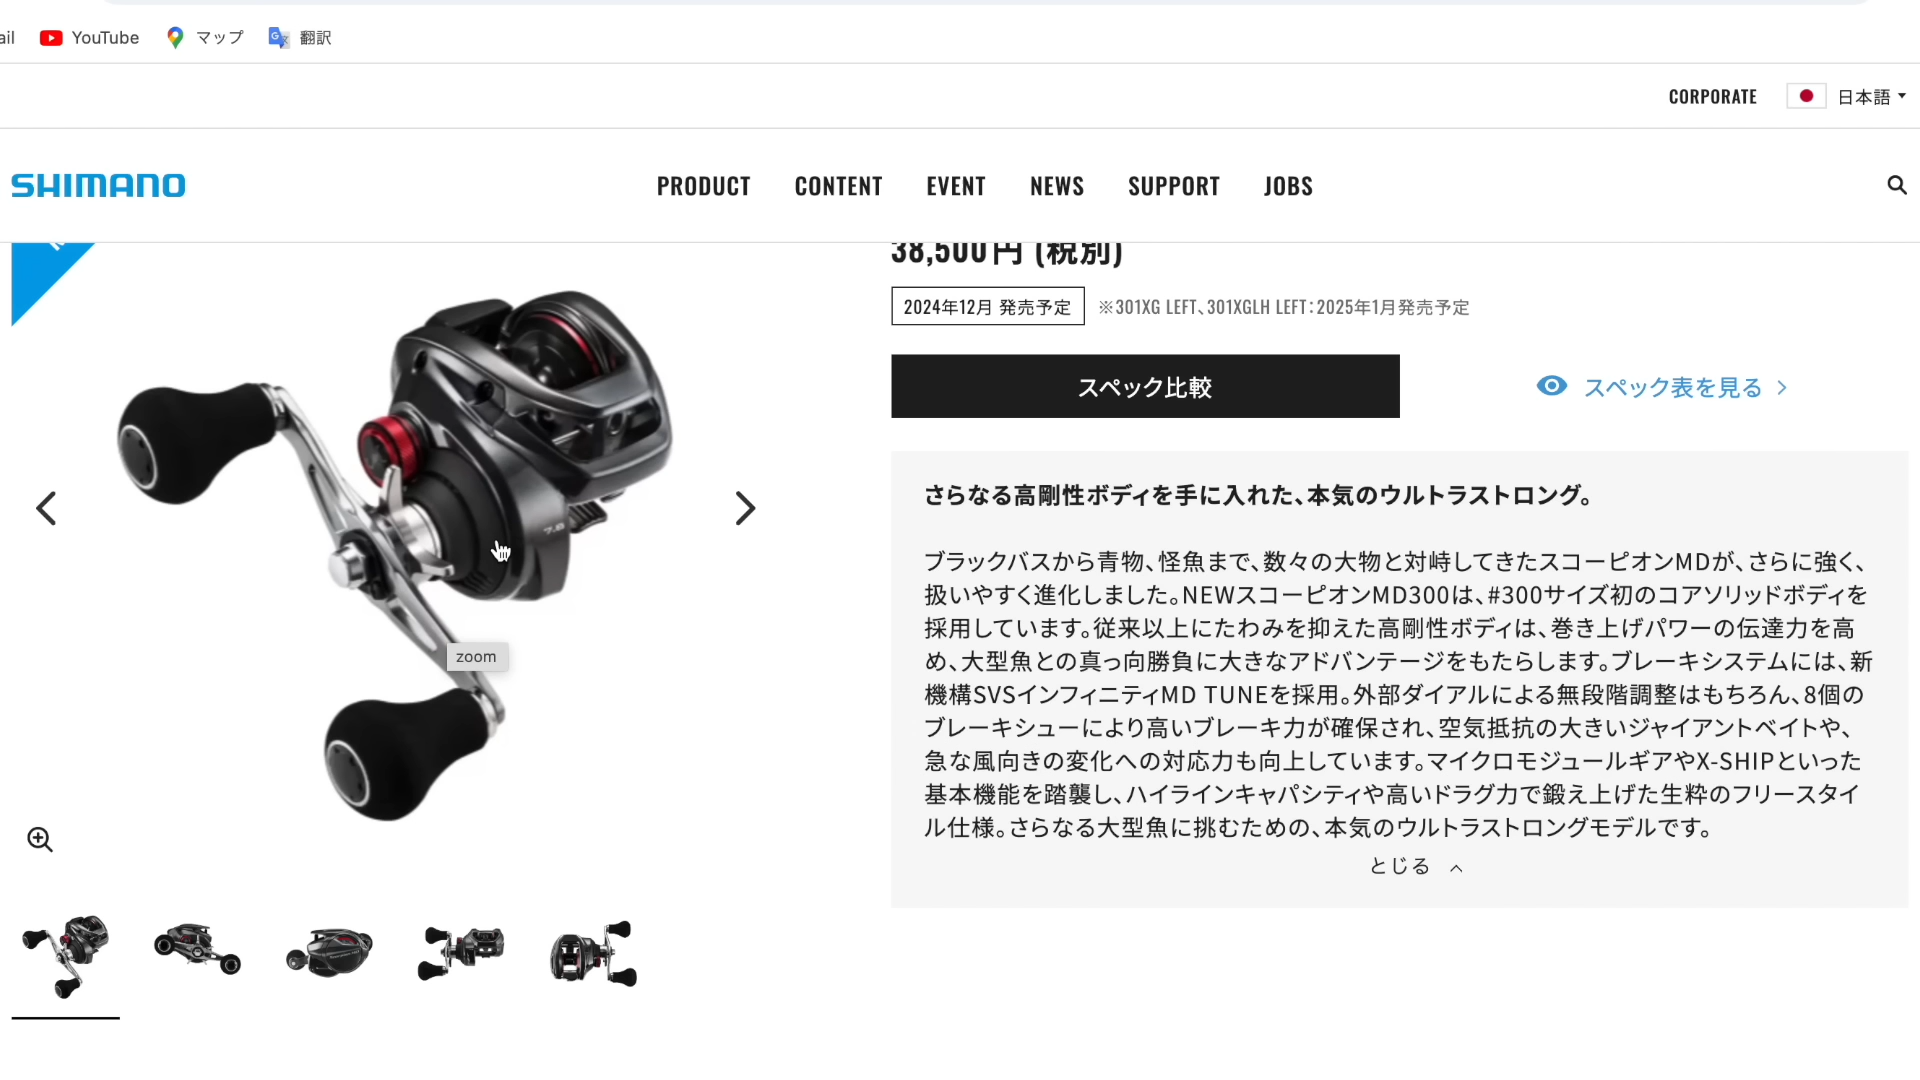 ail YouTube マップ 翻訳
CORPORATE 日本語
SHIMANO PRODUCT CONTENT EVENT NEWS SUPPORT JOBS
38,500円 (税別)
2024年12月 発売予定 ※301XG LEFT、301XGLH LEFT：2025年1月発売予定
スペック比較 スペック表を見る
さらなる高剛性ボディを手に入れた、本気のウルトラストロング。
ブラックバスから青物、怪魚まで、数々の大物と対峙してきたスコーピオンMDが、さらに強く、
扱いやすく進化しました。NEWスコーピオンMD300は、#300サイズ初のコアソリッドボディを
採用しています。従来以上にたわみを抑えた高剛性ボディは、巻き上げパワーの伝達力を高
め、大型魚との真っ向勝負に大きなアドバンテージをもたらします。ブレーキシステムには、新
機構SVSインフィニティMD TUNEを採用。外部ダイアルによる無段階調整はもちろん、8個の
ブレーキシューにより高いブレーキ力が確保され、空気抵抗の大きいジャイアントベイトや、
急な風向きの変化への対応力も向上しています。マイクロモジュールギアやX-SHIPといった
基本機能を踏襲し、ハイラインキャパシティや高いドラグ力で鍛え上げた生粋のフリースタイ
ル仕様。さらなる大型魚に挑むための、本気のウルトラストロングモデルです。
とじる
7.8
zoom